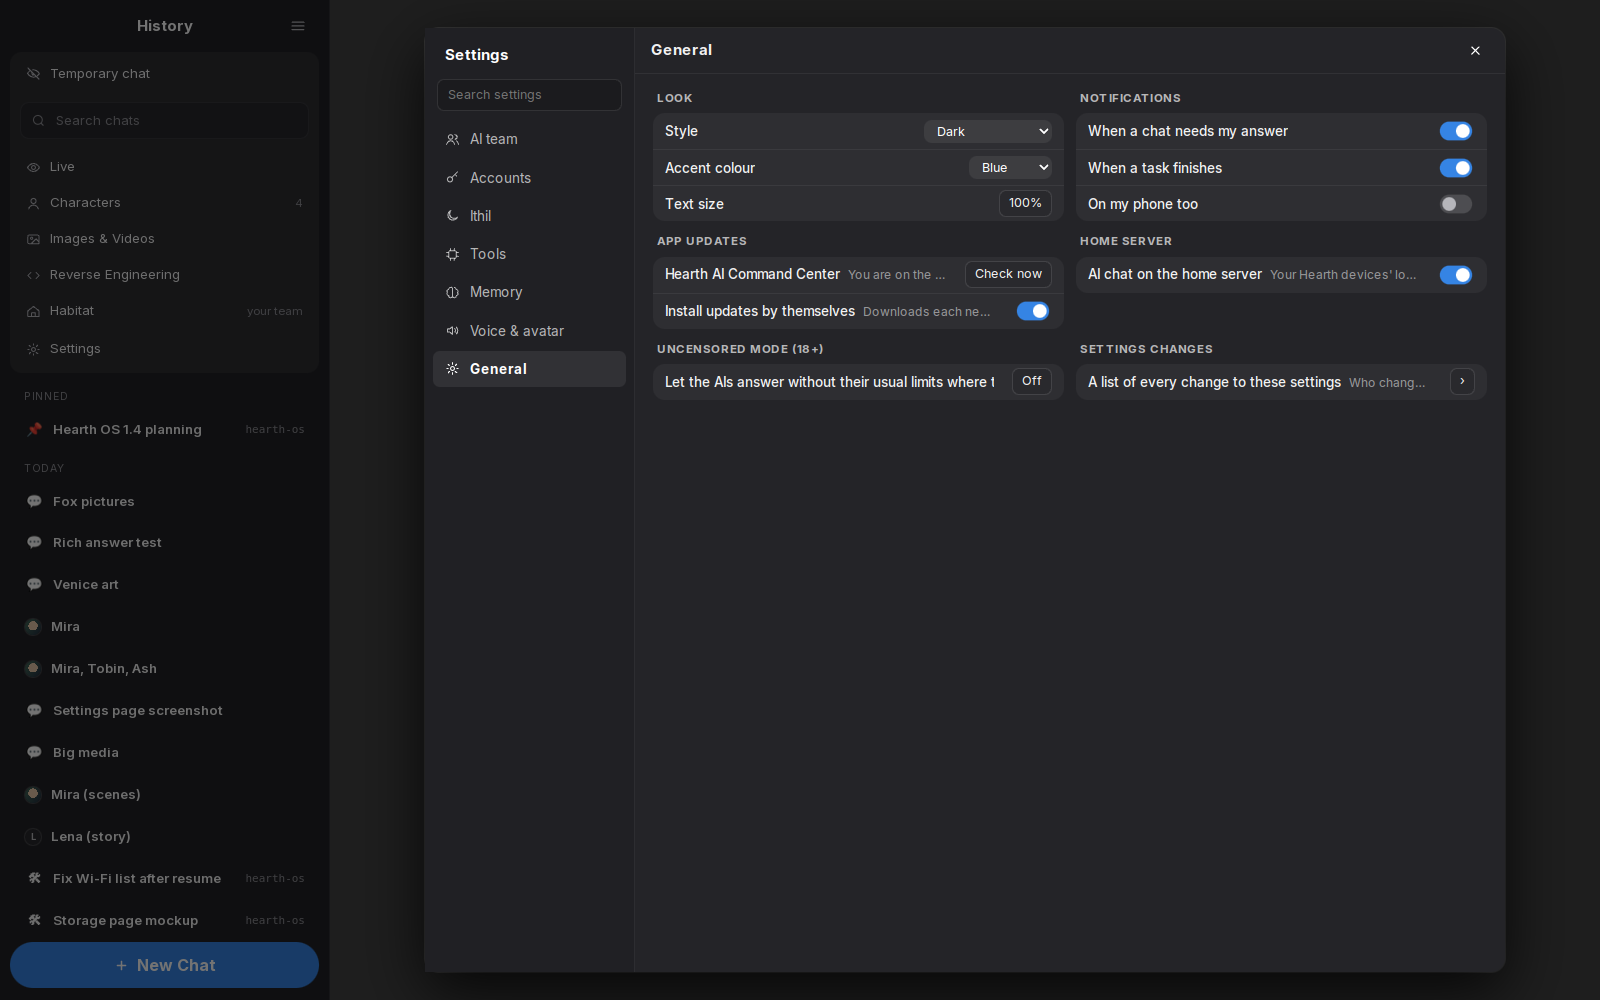 History
Temporary chat
Search chats
Live
Characters 4
Images & Videos
Reverse Engineering
Habitat your team
Settings
PINNED
Hearth OS 1.4 planning hearth-os
TODAY
Fox pictures
Rich answer test
Venice art
Mira
Mira, Tobin, Ash
Settings page screenshot
Big media
Mira (scenes)
L Lena (story)
Fix Wi-Fi list after resume hearth-os
Storage page mockup hearth-os
+ New Chat
Settings
Search settings
AI team
Accounts
Ithil
Tools
Memory
Voice & avatar
General
General
LOOK
Style Dark
Accent colour Blue
Text size 100%
NOTIFICATIONS
When a chat needs my answer
When a task finishes
On my phone too
APP UPDATES
Hearth AI Command Center You are on the ... Check now
Install updates by themselves Downloads each ne...
HOME SERVER
AI chat on the home server Your Hearth devices' lo...
UNCENSORED MODE (18+)
Let the AIs answer without their usual limits where Off
SETTINGS CHANGES
A list of every change to these settings Who chang...